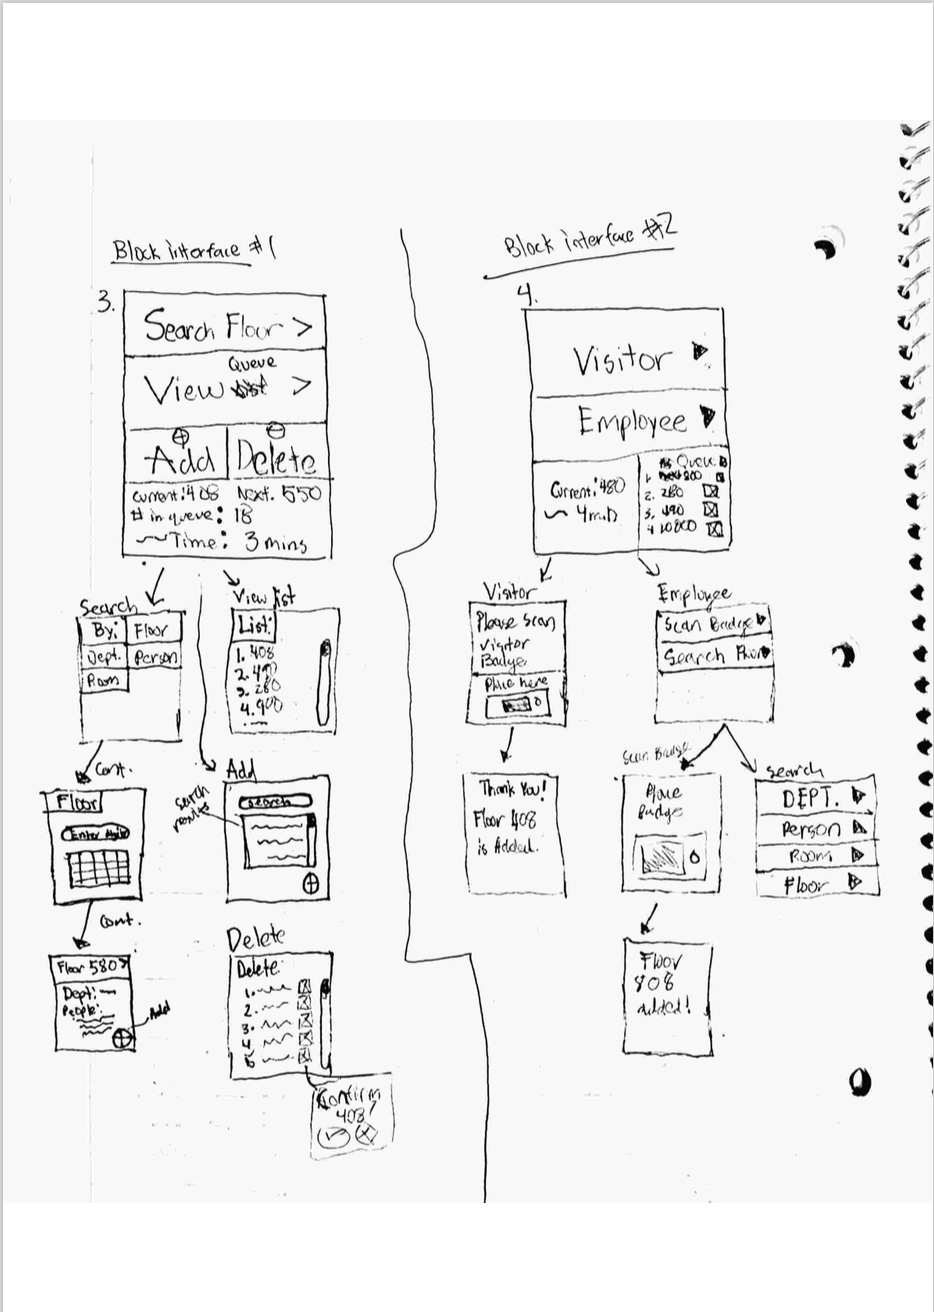 Block interface #1
3.
Search Floor >
Queue
View >
Add Delete
Current: 408 Next. 550
# in queue: 18
~Time: 3 mins
Search
By: Floor
Dept. Person
Room
View List
List:
1. 408
2. 490
3. 280
4. 900
Cont.
Floor
Enter
Cont.
Floor 580>
Dept:
People:
Add
Add
search results
Search
Delete
Delete:
1.
2.
3.
4
5
Confirm
408?
Block interface #2
4.
Visitor
Employee
Current: 480
~ 4min
Queue
1. 200
2. 280
3. 490
4. 10800
Visitor
Please Scan
Visitor
Badge
Place here
Thank You!
Floor 408
is Added.
Employee
Scan Badge
Search Floor
Scan Badge
Place
Badge
Floor
808
added!
Search
DEPT.
Person
Room
Floor